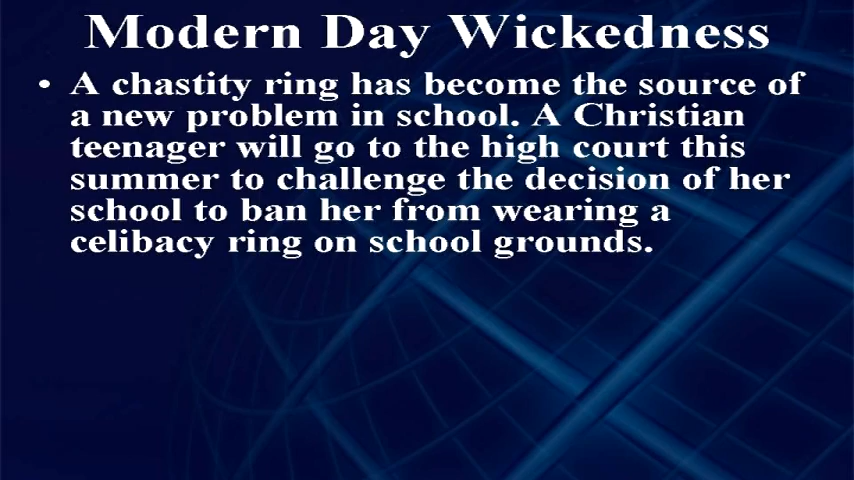 Modern Day Wickedness
• A chastity ring has become the source of
a new problem in school. A Christian
teenager will go to the high court this
summer to challenge the decision of her
school to ban her from wearing a
celibacy ring on school grounds.